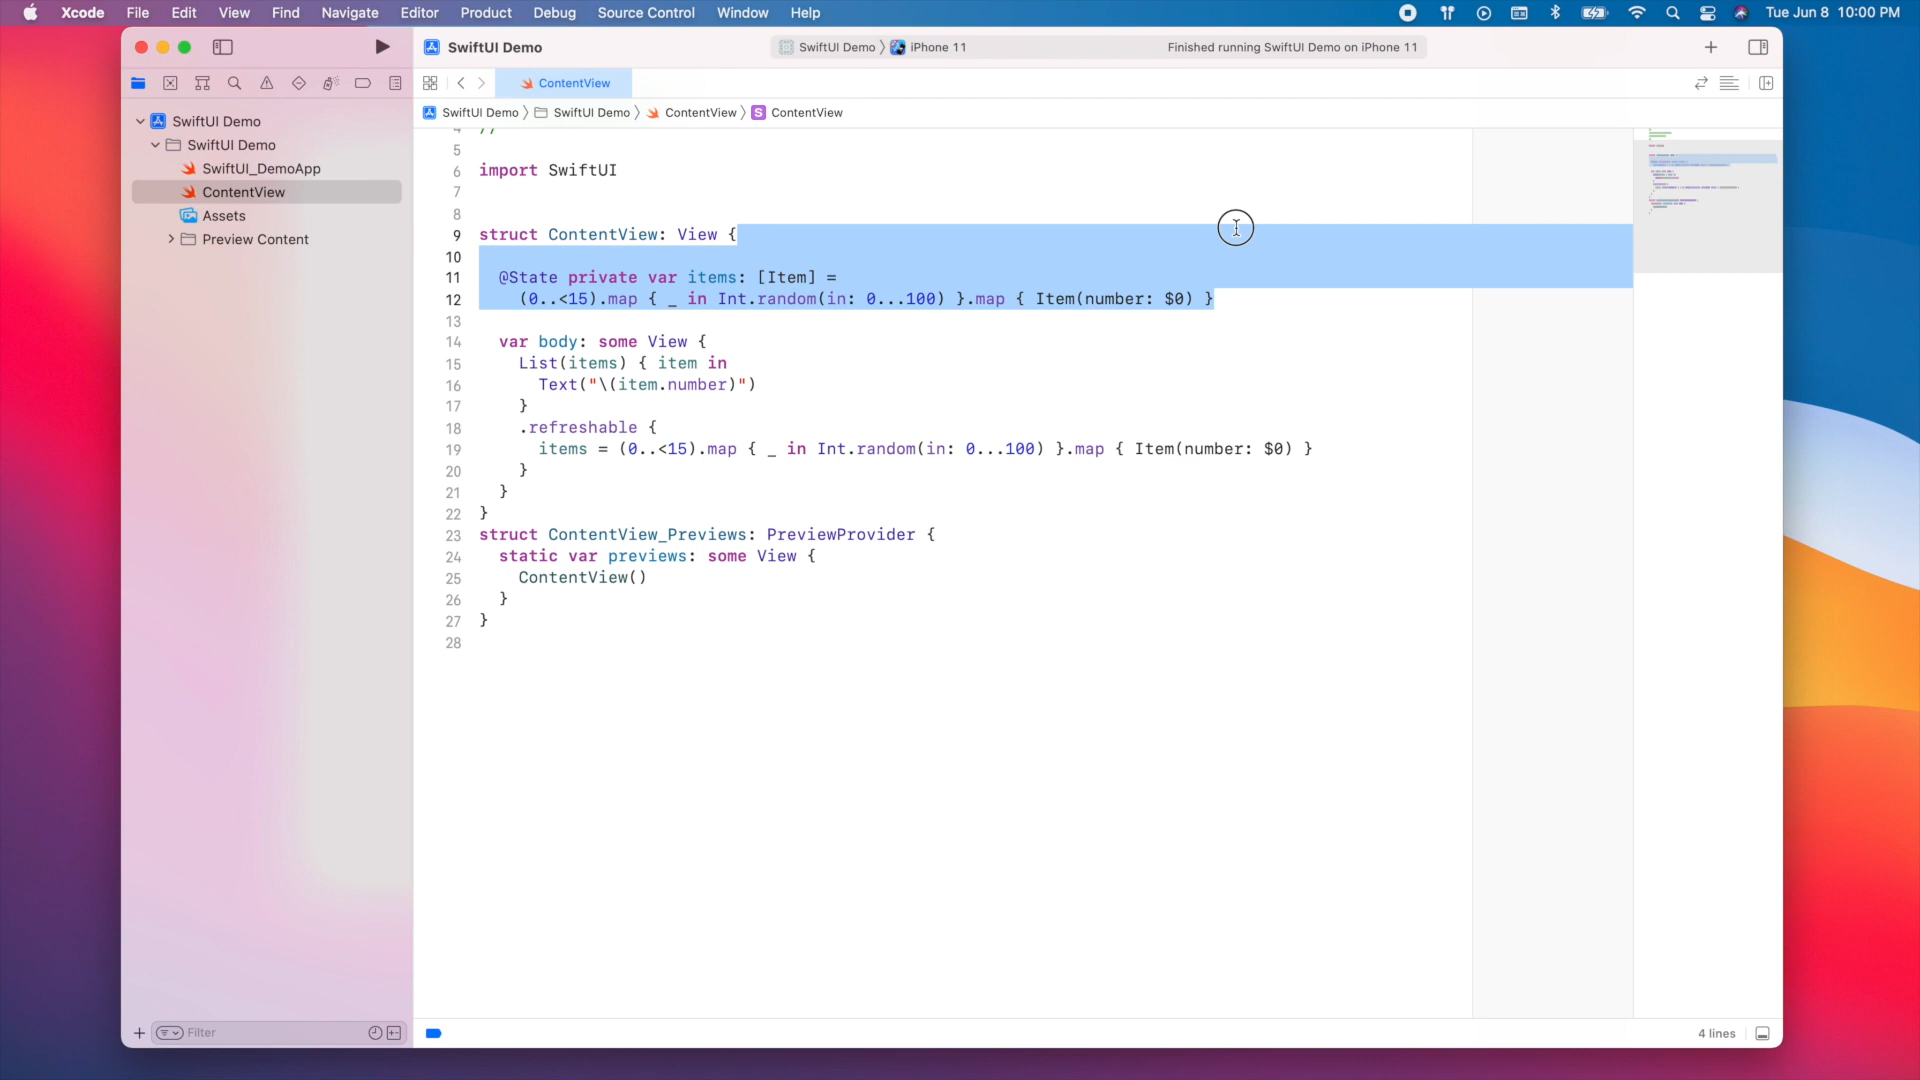 Xcode File Edit View Find Navigate Editor Product Debug Source Control Window Help Tue Jun 8 10:00 PM
SwiftUI Demo SwiftUI Demo iPhone 11 Finished running SwiftUI Demo on iPhone 11
ContentView
SwiftUI Demo SwiftUI Demo ContentView S ContentView
SwiftUI Demo
SwiftUI Demo
SwiftUI_DemoApp
ContentView
Assets
Preview Content
4 //
5
6 import SwiftUI
7
8
9 struct ContentView: View {
10
11 @State private var items: [Item] =
12 (0..<15).map { _ in Int.random(in: 0...100) }.map { Item(number: $0) }
13
14 var body: some View {
15 List(items) { item in
16 Text("\(item.number)")
17 }
18 .refreshable {
19 items = (0..<15).map { _ in Int.random(in: 0...100) }.map { Item(number: $0) }
20 }
21 }
22 }
23 struct ContentView_Previews: PreviewProvider {
24 static var previews: some View {
25 ContentView()
26 }
27 }
28
Filter
4 lines